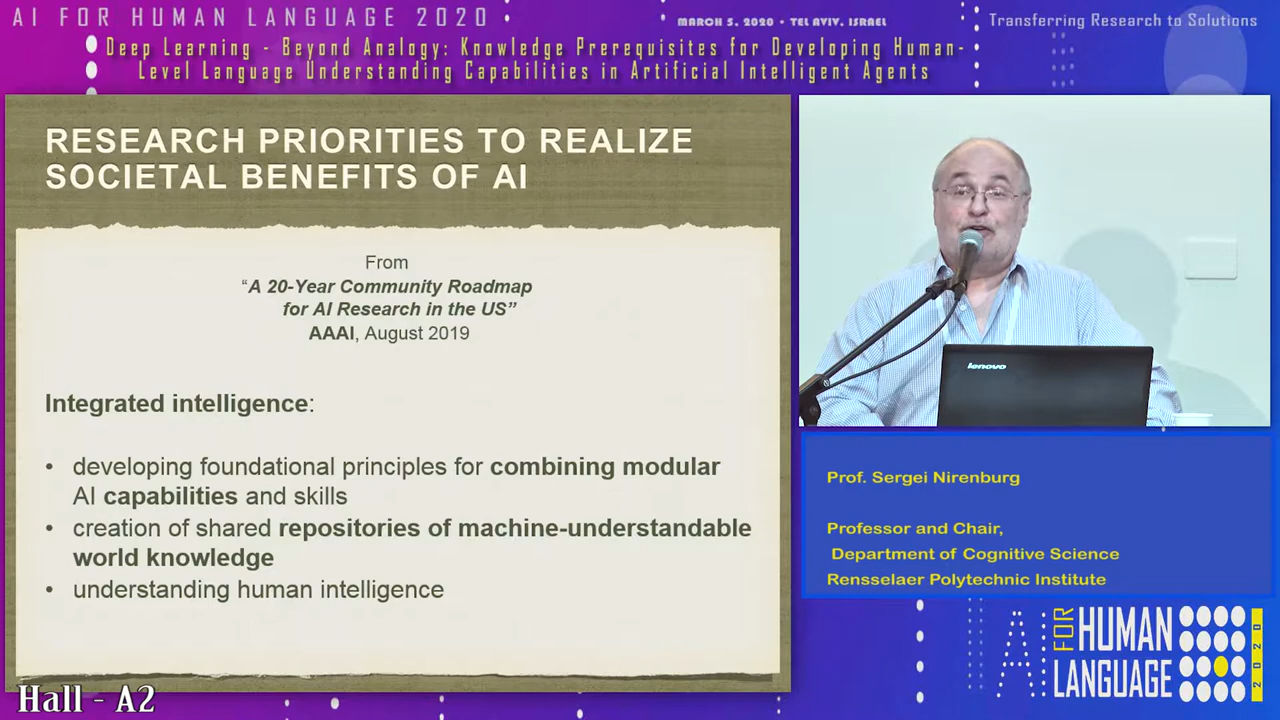 AI FOR HUMAN LANGUAGE 2020
MARCH 5, 2020 • TEL AVIV, ISRAEL
Transferring Research to Solutions
Deep Learning - Beyond Analogy: Knowledge Prerequisites for Developing Human-
Level Language Understanding Capabilities in Artificial Intelligent Agents
RESEARCH PRIORITIES TO REALIZE
SOCIETAL BENEFITS OF AI
From
“A 20-Year Community Roadmap
for AI Research in the US”
AAAI, August 2019
Integrated intelligence:
• developing foundational principles for combining modular
AI capabilities and skills
• creation of shared repositories of machine-understandable
world knowledge
• understanding human intelligence
lenovo
Prof. Sergei Nirenburg
Professor and Chair,
Department of Cognitive Science
Rensselaer Polytechnic Institute
AI FOR HUMAN
LANGUAGE 2020
Hall - A2